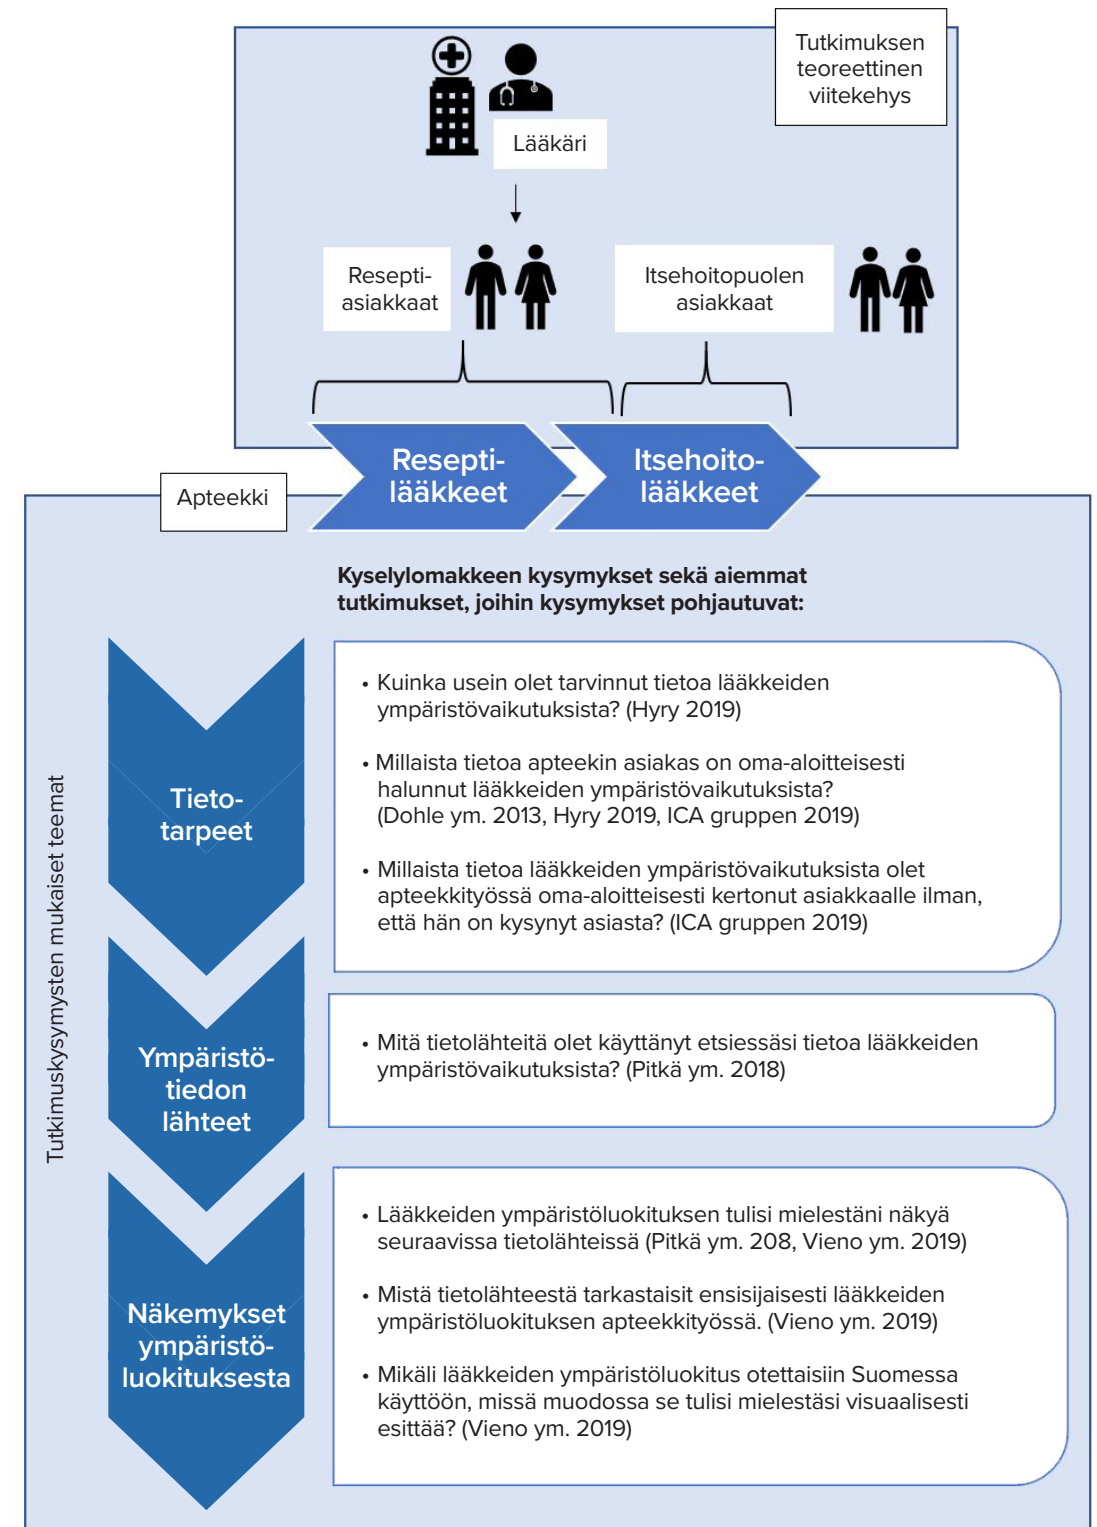 Tutkimuksen
teoreettinen
viitekehys
Lääkäri
Resepti-
asiakkaat
Itsehoitopuolen
asiakkaat
Resepti-
lääkkeet
Itsehoito-
lääkkeet
Apteekki
Kyselylomakkeen kysymykset sekä aiemmat
tutkimukset, joihin kysymykset pohjautuvat:
Tutkimuskysymysten mukaiset teemat
Tieto-
tarpeet
• Kuinka usein olet tarvinnut tietoa lääkkeiden
ympäristövaikutuksista? (Hyry 2019)
• Millaista tietoa apteekin asiakas on oma-aloitteisesti
halunnut lääkkeiden ympäristövaikutuksista?
(Dohle ym. 2013, Hyry 2019, ICA gruppen 2019)
• Millaista tietoa lääkkeiden ympäristövaikutuksista olet
apteekkityössä oma-aloitteisesti kertonut asiakkaalle ilman,
että hän on kysynyt asiasta? (ICA gruppen 2019)
Ympäristö-
tiedon
lähteet
• Mitä tietolähteitä olet käyttänyt etsiessäsi tietoa lääkkeiden
ympäristövaikutuksista? (Pitkä ym. 2018)
Näkemykset
ympäristö-
luokituksesta
• Lääkkeiden ympäristöluokituksen tulisi mielestäni näkyä
seuraavissa tietolähteissä (Pitkä ym. 208, Vieno ym. 2019)
• Mistä tietolähteestä tarkastaisit ensisijaisesti lääkkeiden
ympäristöluokituksen apteekkityössä. (Vieno ym. 2019)
• Mikäli lääkkeiden ympäristöluokitus otettaisiin Suomessa
käyttöön, missä muodossa se tulisi mielestäsi visuaalisesti
esittää? (Vieno ym. 2019)